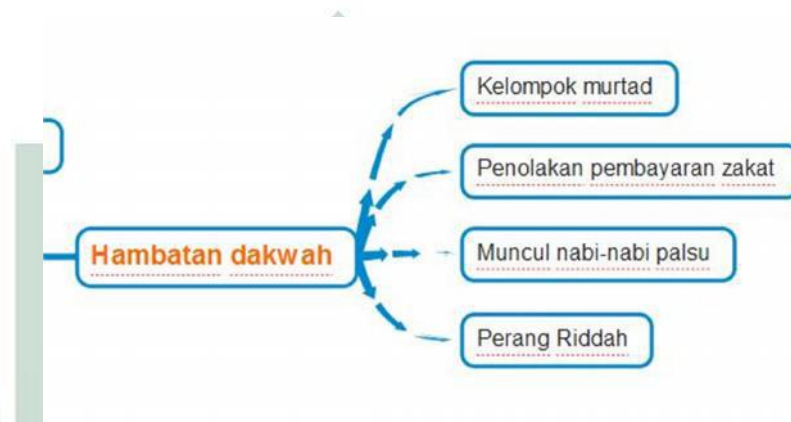 Kelompok murtad
Penolakan pembayaran zakat
Hambatan dakwah
Muncul nabi-nabi palsu
Perang Riddah